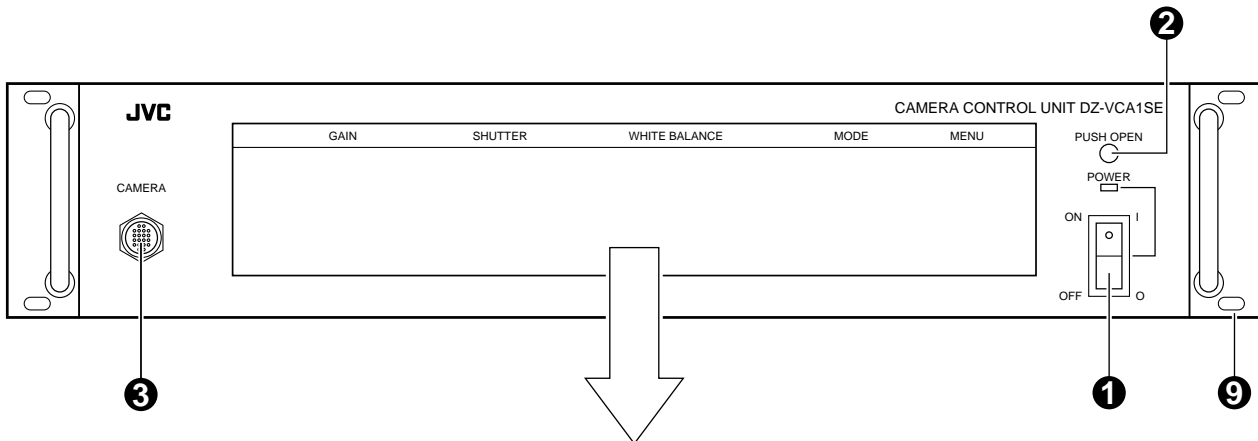 2
JVC
CAMERA CONTROL UNIT DZ-VCA1SE
GAIN SHUTTER WHITE BALANCE MODE MENU
PUSH OPEN
CAMERA
POWER
ON I
OFF O
3
1
9